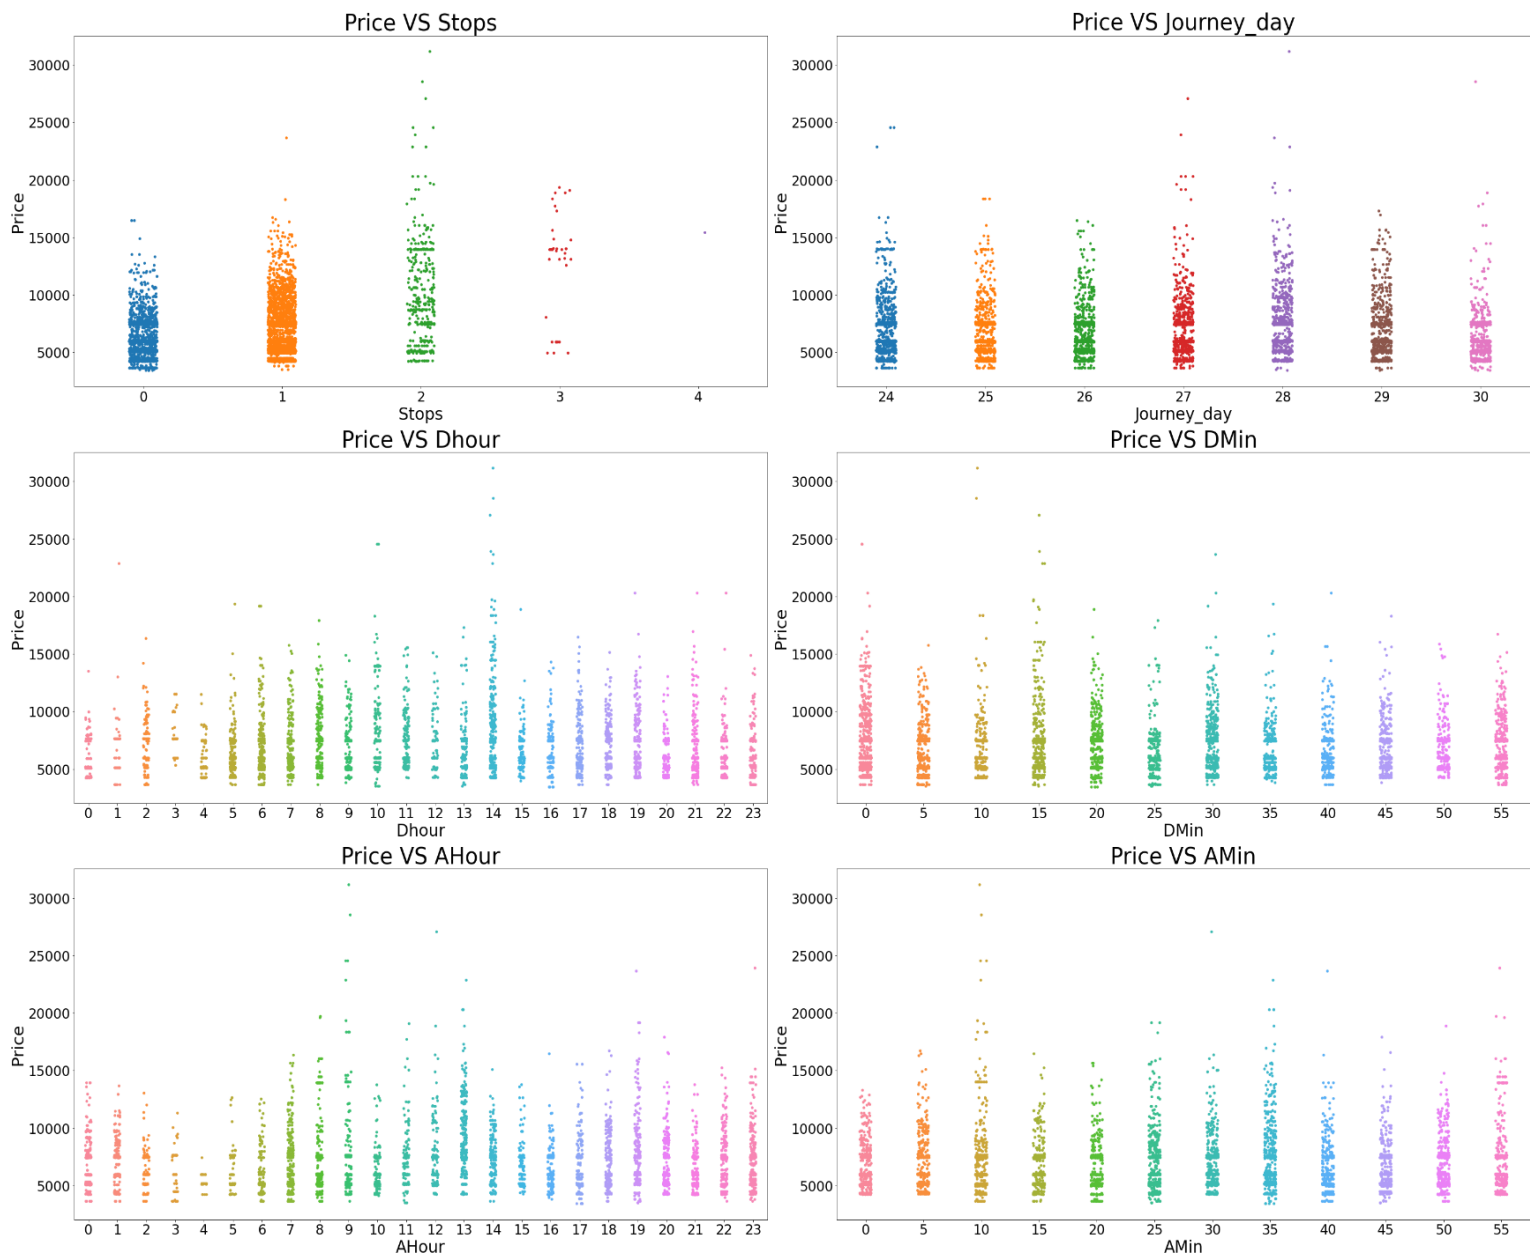 Price VS Stops
30000
25000
20000
15000
10000
5000
Price
0 1 2 3 4
Stops
Price VS Journey_day
30000
25000
20000
15000
10000
5000
Price
24 25 26 27 28 29 30
Journey_day
Price VS Dhour
30000
25000
20000
15000
10000
5000
Price
0 1 2 3 4 5 6 7 8 9 10 11 12 13 14 15 16 17 18 19 20 21 22 23
Dhour
Price VS DMin
30000
25000
20000
15000
10000
5000
Price
0 5 10 15 20 25 30 35 40 45 50 55
DMin
Price VS AHour
30000
25000
20000
15000
10000
5000
Price
0 1 2 3 4 5 6 7 8 9 10 11 12 13 14 15 16 17 18 19 20 21 22 23
AHour
Price VS AMin
30000
25000
20000
15000
10000
5000
Price
0 5 10 15 20 25 30 35 40 45 50 55
AMin